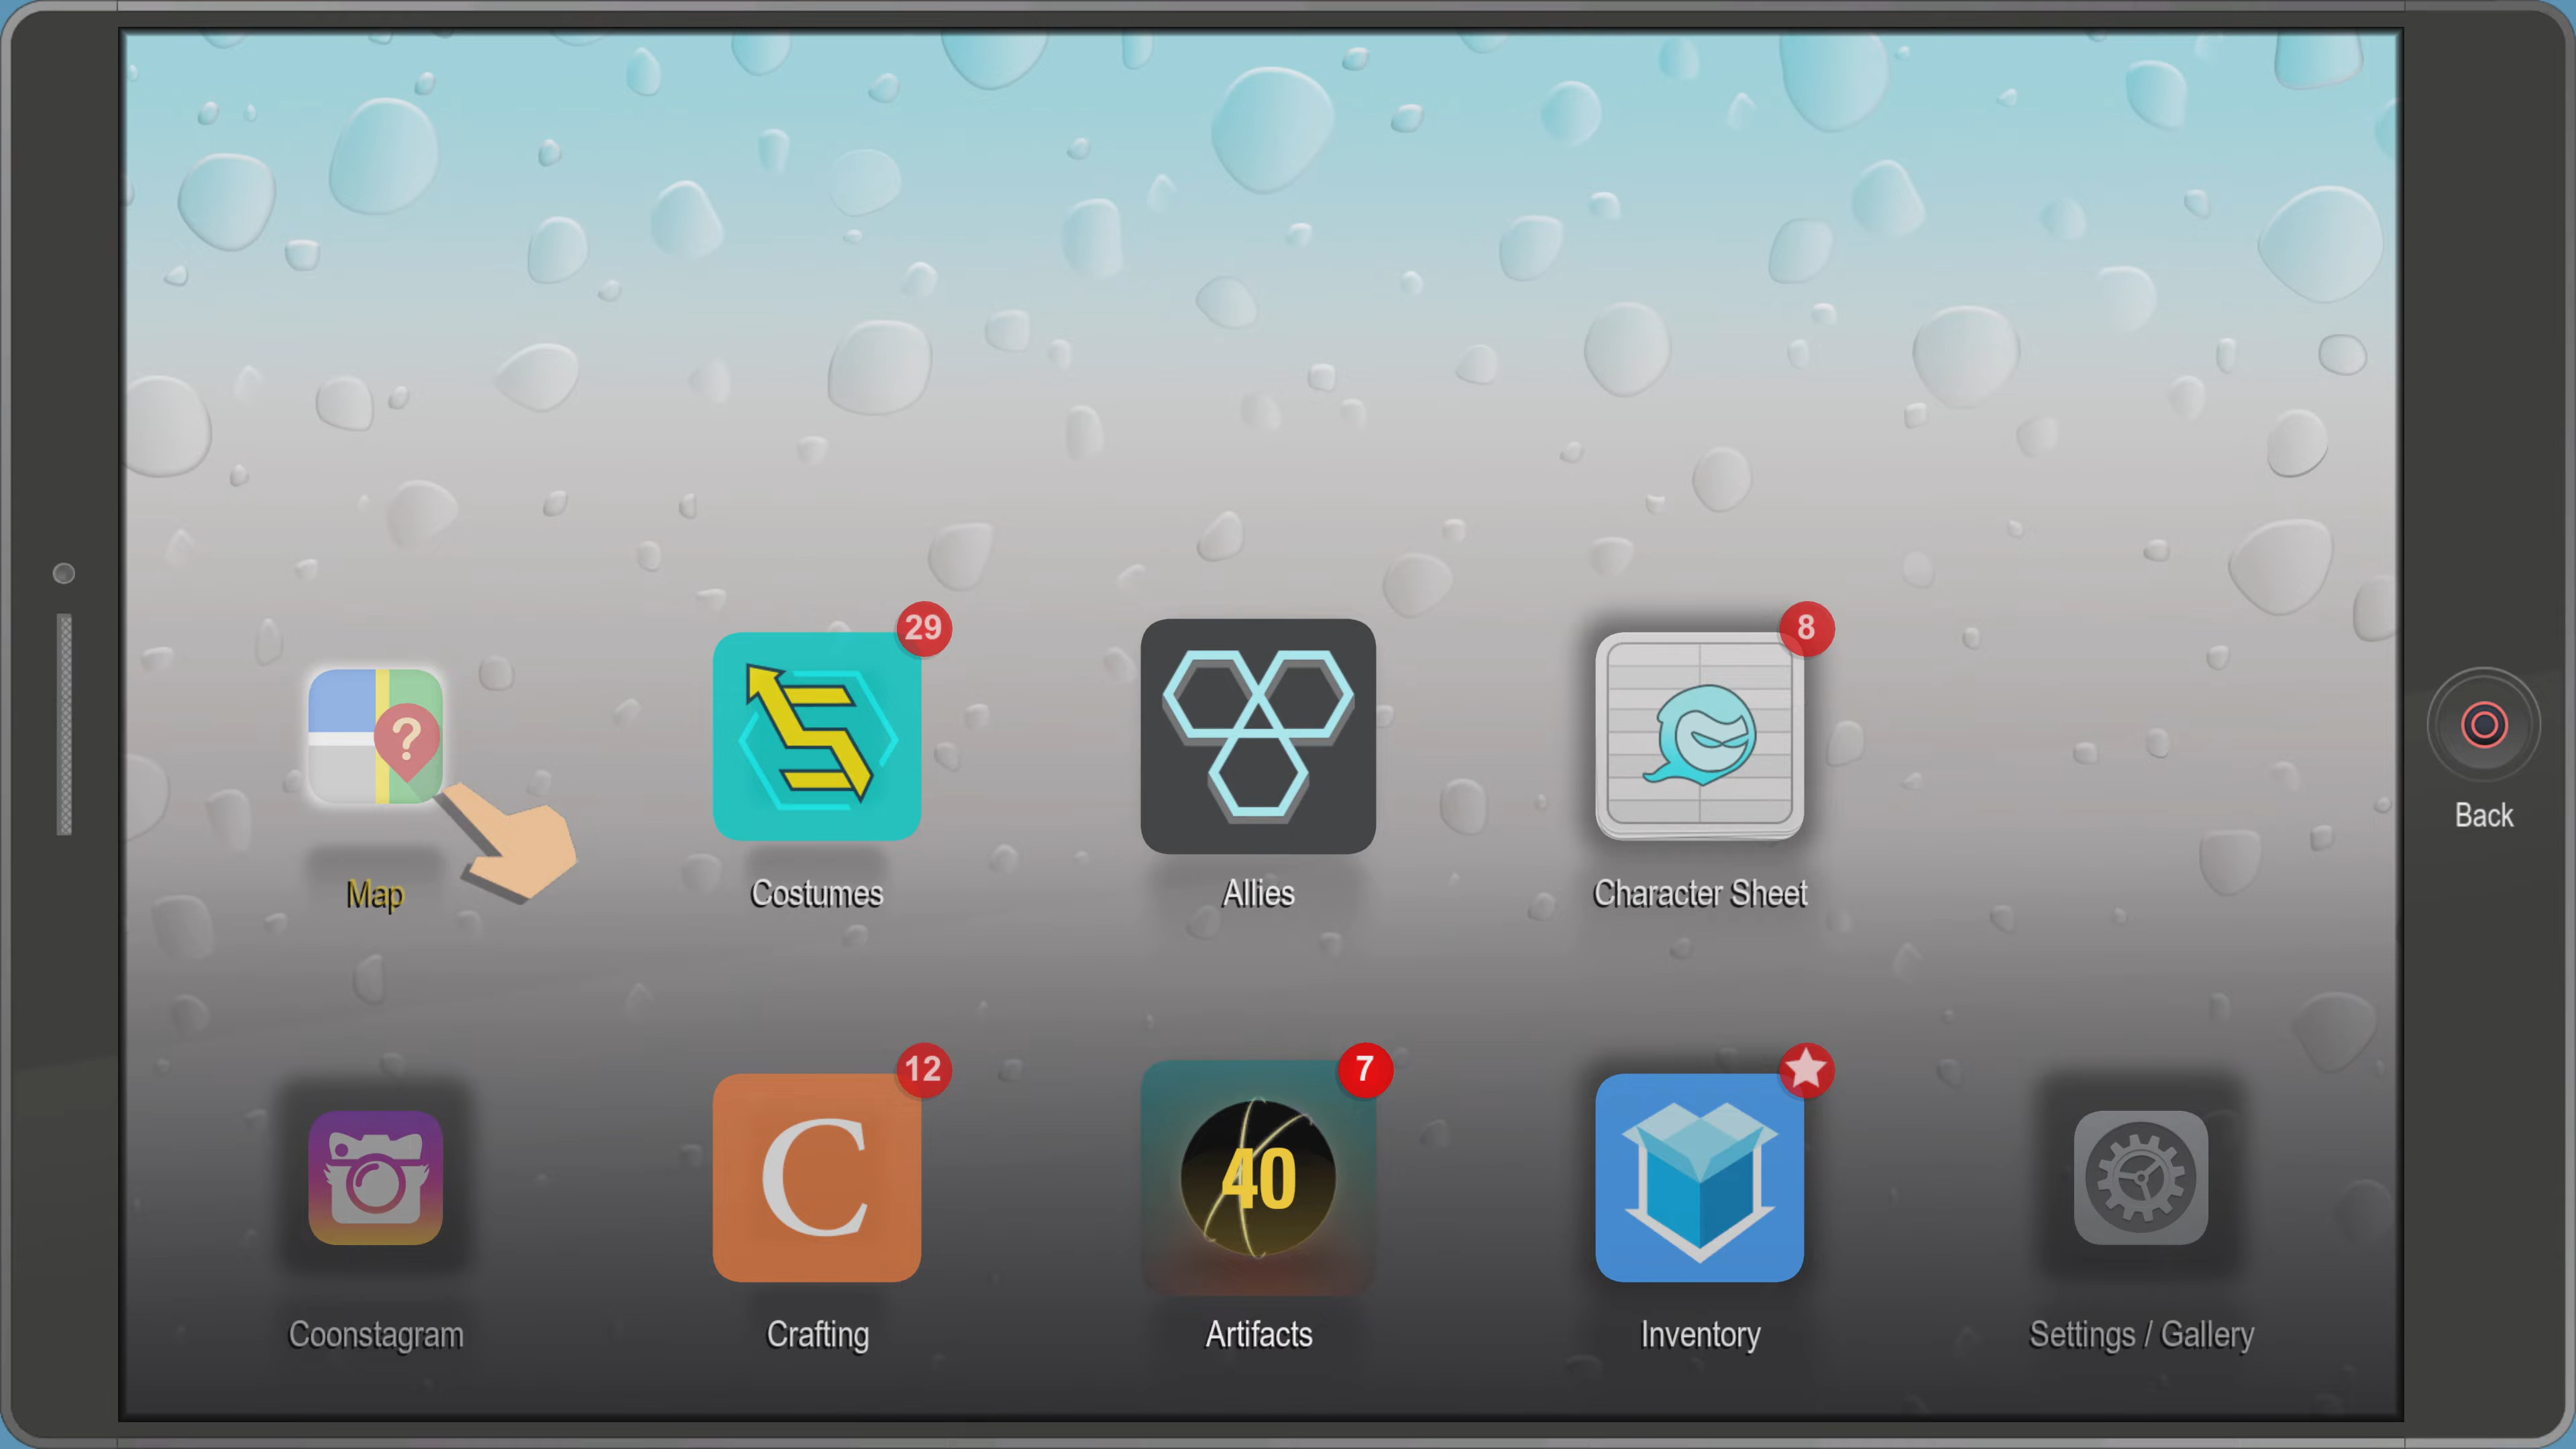 29
8
?
Map
Costumes
Allies
Character Sheet
Back
12
7
C
40
Coonstagram
Crafting
Artifacts
Inventory
Settings / Gallery